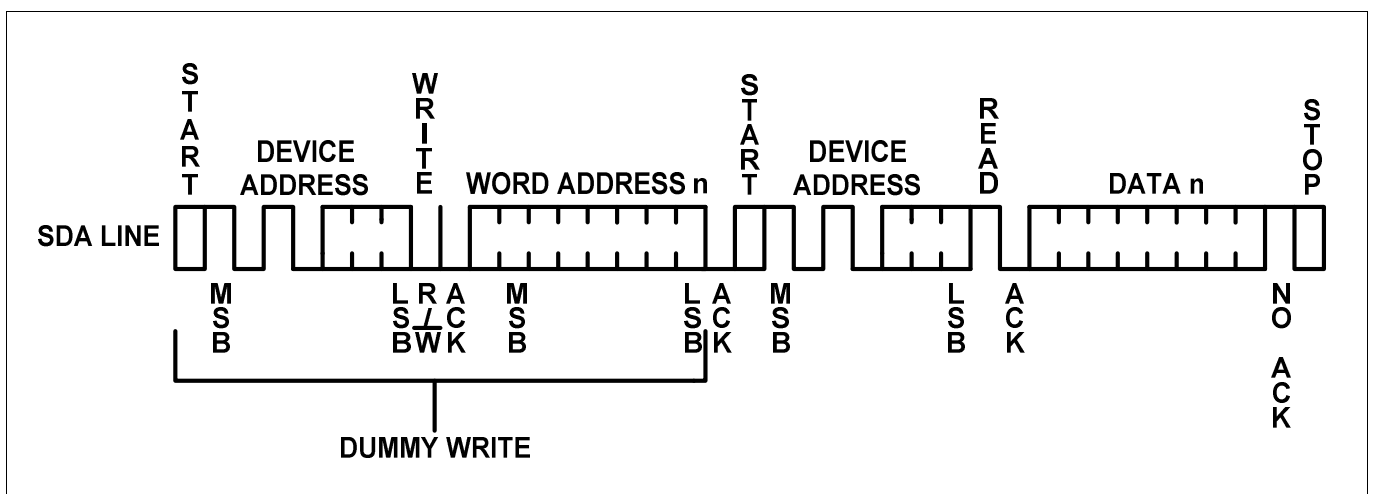 START
WRITE
START
READ
STOP
DEVICE
ADDRESS
WORD ADDRESS n
DEVICE
ADDRESS
DATA n
SDA LINE
MSB
LSB
R/W
ACK
MSB
LSB
ACK
MSB
LSB
ACK
NO ACK
DUMMY WRITE